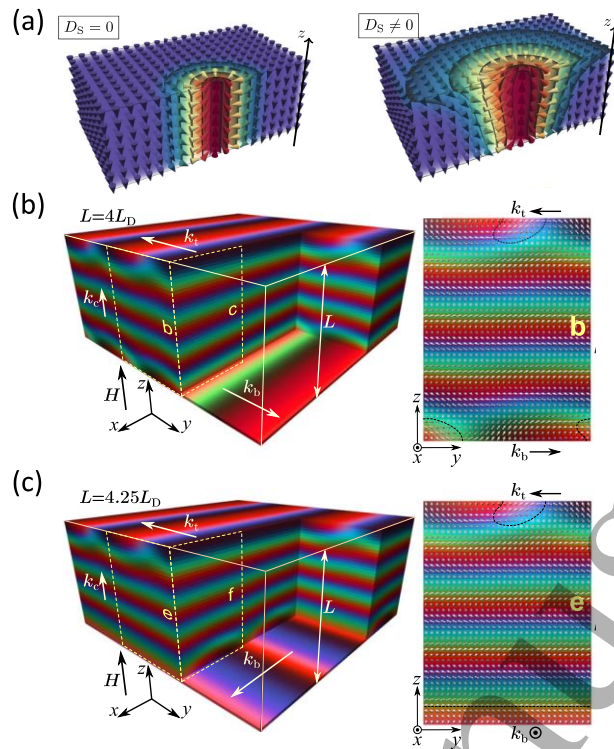 (a)
D_S = 0
z
D_S ≠ 0
z
(b)
L=4L_D
k_t
k_c
b
c
L
k_b
H
z
x
y
k_t
b
z
x
y
k_b
(c)
L=4.25L_D
k_t
k_c
e
f
L
k_b
H
z
x
y
k_t
e
z
x
y
k_b